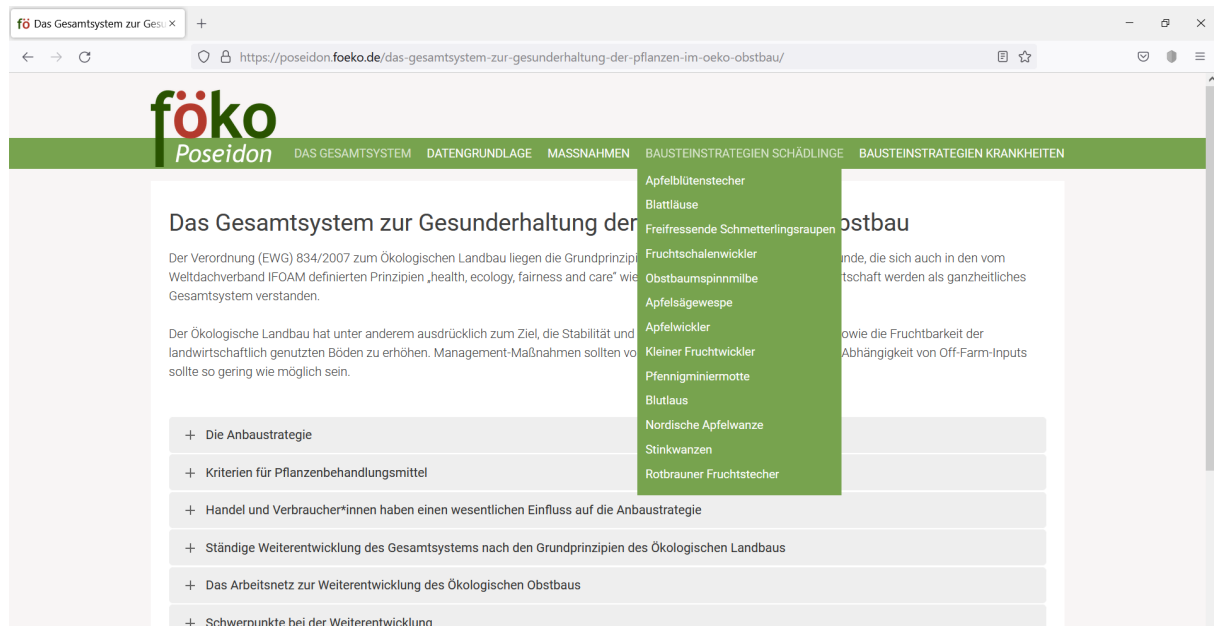 fö Das Gesamtsystem zur Gesu
https://poseidon.foeko.de/das-gesamtsystem-zur-gesunderhaltung-der-pflanzen-im-oeko-obstbau/
föko
Poseidon
DAS GESAMTSYSTEM DATENGRUNDLAGE MASSNAHMEN BAUSTEINSTRATEGIEN SCHÄDLINGE BAUSTEINSTRATEGIEN KRANKHEITEN
Apfelblütenstecher
Blattläuse
Freifressende Schmetterlingsraupen
Fruchtschalenwickler
Obstbaumspinnmilbe
Apfelsägewespe
Apfelwickler
Kleiner Fruchtwickler
Pfennigminiermotte
Blutlaus
Nordische Apfelwanze
Stinkwanzen
Rotbrauner Fruchtstecher
Das Gesamtsystem zur Gesunderhaltung der bstbau
Der Verordnung (EWG) 834/2007 zum Ökologischen Landbau liegen die Grundprinzipi unde, die sich auch in den vom
Weltdachverband IFOAM definierten Prinzipien „health, ecology, fairness and care“ wie tschaft werden als ganzheitliches
Gesamtsystem verstanden.
Der Ökologische Landbau hat unter anderem ausdrücklich zum Ziel, die Stabilität und owie die Fruchtbarkeit der
landwirtschaftlich genutzten Böden zu erhöhen. Management-Maßnahmen sollten vo Abhängigkeit von Off-Farm-Inputs
sollte so gering wie möglich sein.
+ Die Anbaustrategie
+ Kriterien für Pflanzenbehandlungsmittel
+ Handel und Verbraucher*innen haben einen wesentlichen Einfluss auf die Anbaustrategie
+ Ständige Weiterentwicklung des Gesamtsystems nach den Grundprinzipien des Ökologischen Landbaus
+ Das Arbeitsnetz zur Weiterentwicklung des Ökologischen Obstbaus
+ Schwerpunkte bei der Weiterentwicklung